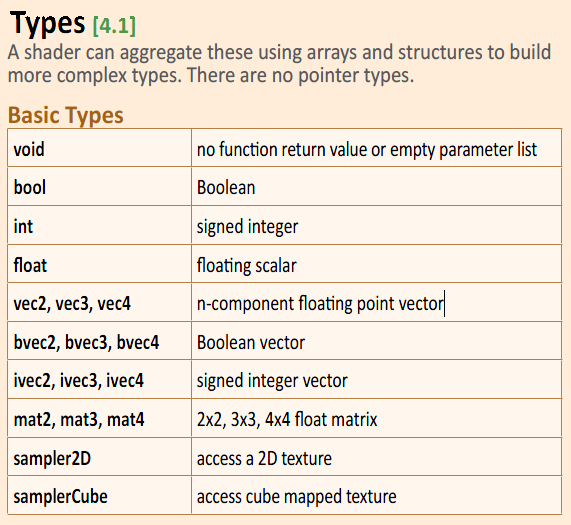 Types [4.1]
A shader can aggregate these using arrays and structures to build
more complex types. There are no pointer types.
Basic Types
void no function return value or empty parameter list
bool Boolean
int signed integer
float floating scalar
vec2, vec3, vec4 n-component floating point vector
bvec2, bvec3, bvec4 Boolean vector
ivec2, ivec3, ivec4 signed integer vector
mat2, mat3, mat4 2x2, 3x3, 4x4 float matrix
sampler2D access a 2D texture
samplerCube access cube mapped texture